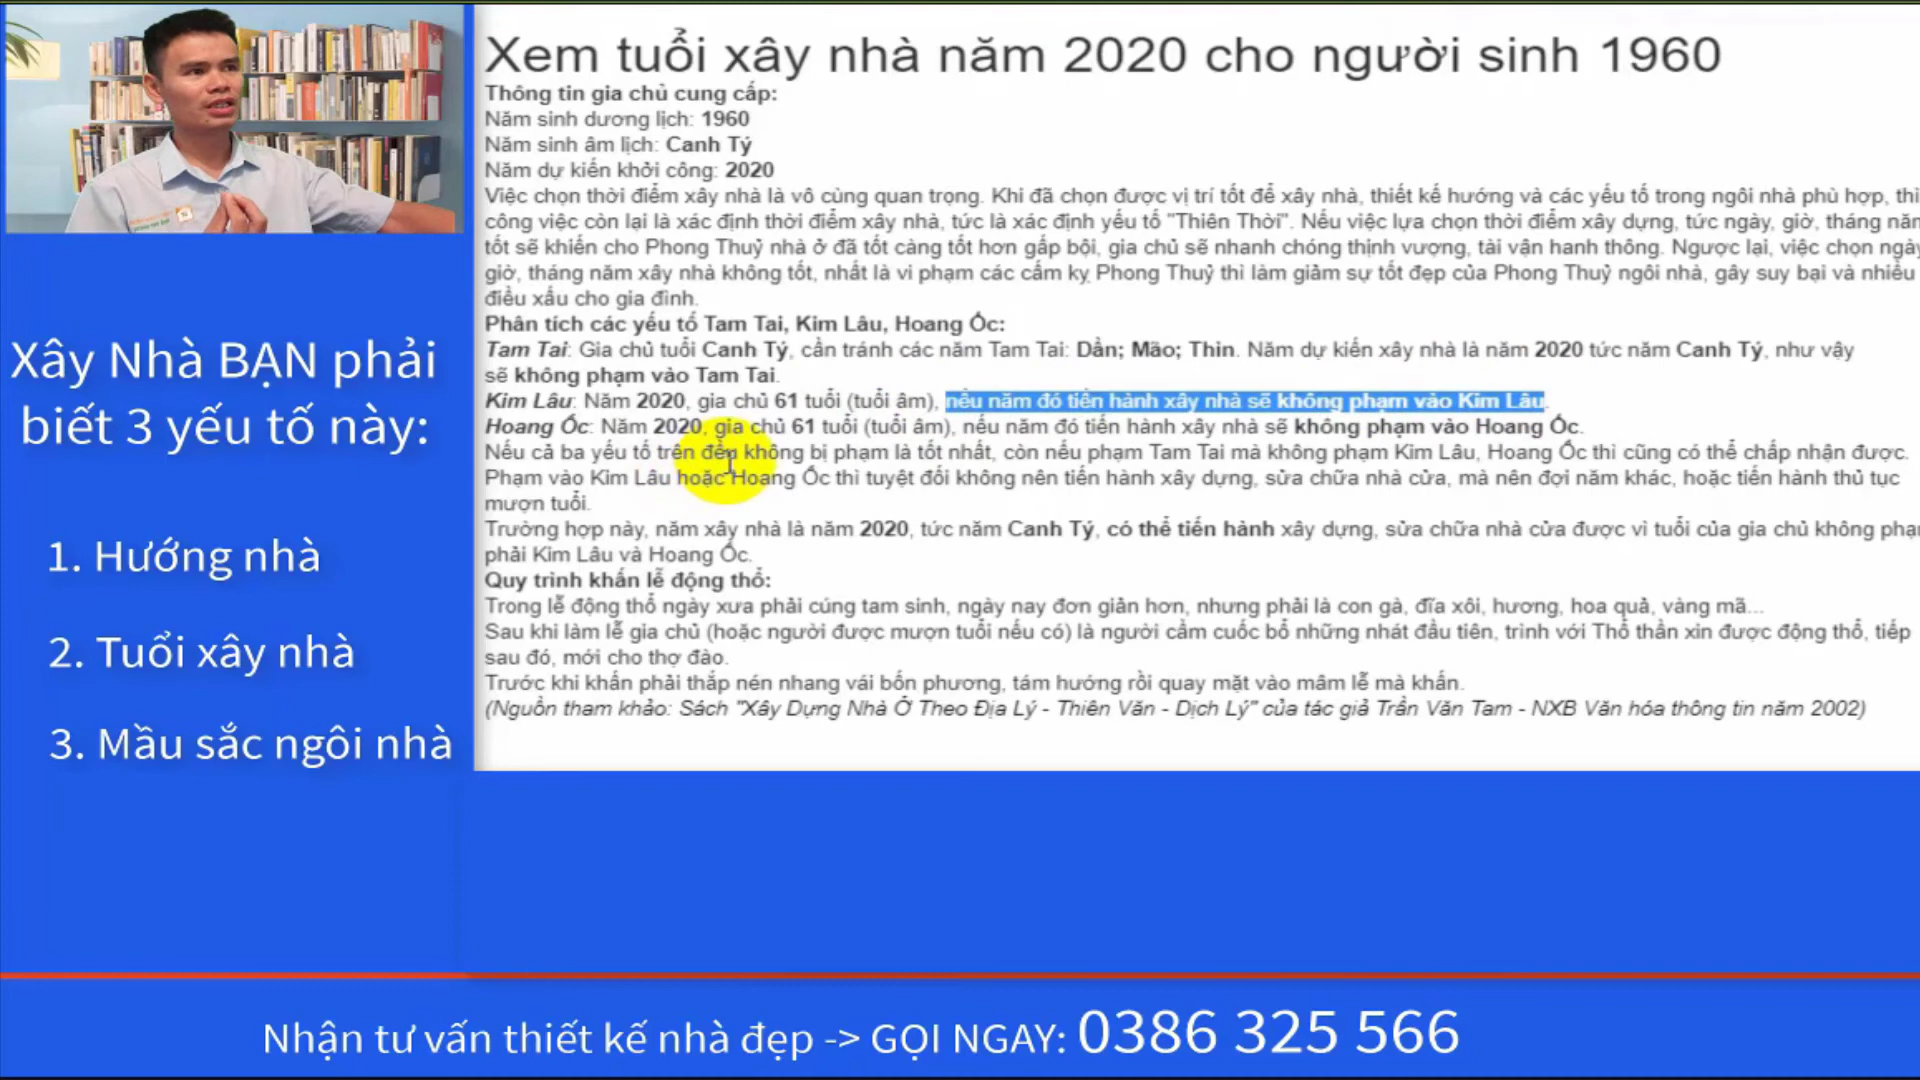 Xây Nhà BẠN phải
biết 3 yếu tố này:
1. Hướng nhà
2. Tuổi xây nhà
3. Mầu sắc ngôi nhà
Xem tuổi xây nhà năm 2020 cho người sinh 1960
Thông tin gia chủ cung cấp:
Năm sinh dương lịch: 1960
Năm sinh âm lịch: Canh Tý
Năm dự kiến khởi công: 2020
Việc chọn thời điểm xây nhà là vô cùng quan trọng. Khi đã chọn được vị trí tốt để xây nhà, thiết kế hướng và các yếu tố trong ngôi nhà phù hợp, thì
công việc còn lại là xác định thời điểm xây nhà, tức là xác định yếu tố "Thiên Thời". Nếu việc lựa chọn thời điểm xây dựng, tức ngày, giờ, tháng năm
tốt sẽ khiến cho Phong Thuỷ nhà ở đã tốt càng tốt hơn gấp bội, gia chủ sẽ nhanh chóng thịnh vượng, tài vận hanh thông. Ngược lại, việc chọn ngày
giờ, tháng năm xây nhà không tốt, nhất là vi phạm các cấm kỵ Phong Thuỷ thì làm giảm sự tốt đẹp của Phong Thuỷ ngôi nhà, gây suy bại và nhiều
điều xấu cho gia đình.
Phân tích các yếu tố Tam Tai, Kim Lâu, Hoang Ốc:
Tam Tai: Gia chủ tuổi Canh Tý, cần tránh các năm Tam Tai: Dần; Mão; Thìn. Năm dự kiến xây nhà là năm 2020 tức năm Canh Tý, như vậy
sẽ không phạm vào Tam Tai.
Kim Lâu: Năm 2020, gia chủ 61 tuổi (tuổi âm), nếu năm đó tiến hành xây nhà sẽ không phạm vào Kim Lâu.
Hoang Ốc: Năm 2020, gia chủ 61 tuổi (tuổi âm), nếu năm đó tiến hành xây nhà sẽ không phạm vào Hoang Ốc.
Nếu cả ba yếu tố trên đều không bị phạm là tốt nhất, còn nếu phạm Tam Tai mà không phạm Kim Lâu, Hoang Ốc thì cũng có thể chấp nhận được.
Phạm vào Kim Lâu hoặc Hoang Ốc thì tuyệt đối không nên tiến hành xây dựng, sửa chữa nhà cửa, mà nên đợi năm khác, hoặc tiến hành thủ tục
mượn tuổi.
Trường hợp này, năm xây nhà là năm 2020, tức năm Canh Tý, có thể tiến hành xây dựng, sửa chữa nhà cửa được vì tuổi của gia chủ không phạm
phải Kim Lâu và Hoang Ốc.
Quy trình khấn lễ động thổ:
Trong lễ động thổ ngày xưa phải cúng tam sinh, ngày nay đơn giản hơn, nhưng phải là con gà, đĩa xôi, hương, hoa quả, vàng mã...
Sau khi làm lễ gia chủ (hoặc người được mượn tuổi nếu có) là người cầm cuốc bổ những nhát đầu tiên, trình với Thổ thần xin được động thổ, tiếp
sau đó, mới cho thợ đào.
Trước khi khấn phải thắp nén nhang vái bốn phương, tám hướng rồi quay mặt vào mâm lễ mà khấn.
(Nguồn tham khảo: Sách "Xây Dựng Nhà Ở Theo Địa Lý - Thiên Văn - Dịch Lý" của tác giả Trần Văn Tam - NXB Văn hóa thông tin năm 2002)
Nhận tư vấn thiết kế nhà đẹp -> GỌI NGAY: 0386 325 566